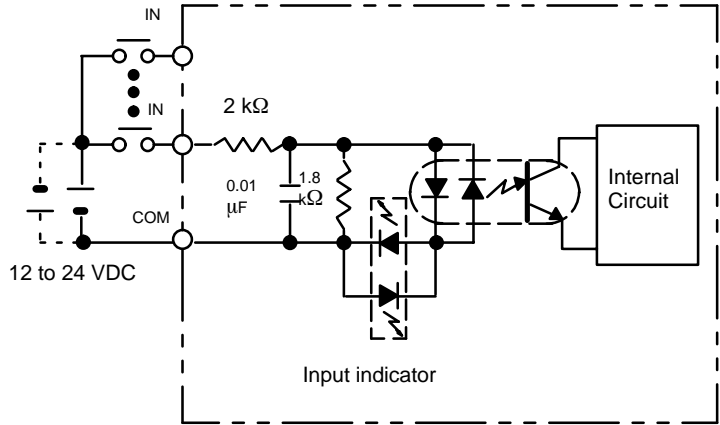 IN
IN
2 kΩ
0.01
μF
1.8
kΩ
COM
12 to 24 VDC
Internal
Circuit
Input indicator